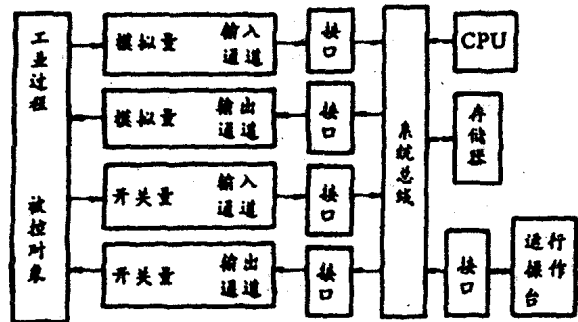 工业过程
被控对象
模拟量
输入
通道
接口
模拟量
输出
通道
接口
开关量
输入
通道
接口
开关量
输出
通道
接口
系统总线
CPU
存储器
接口
运行
操作
台